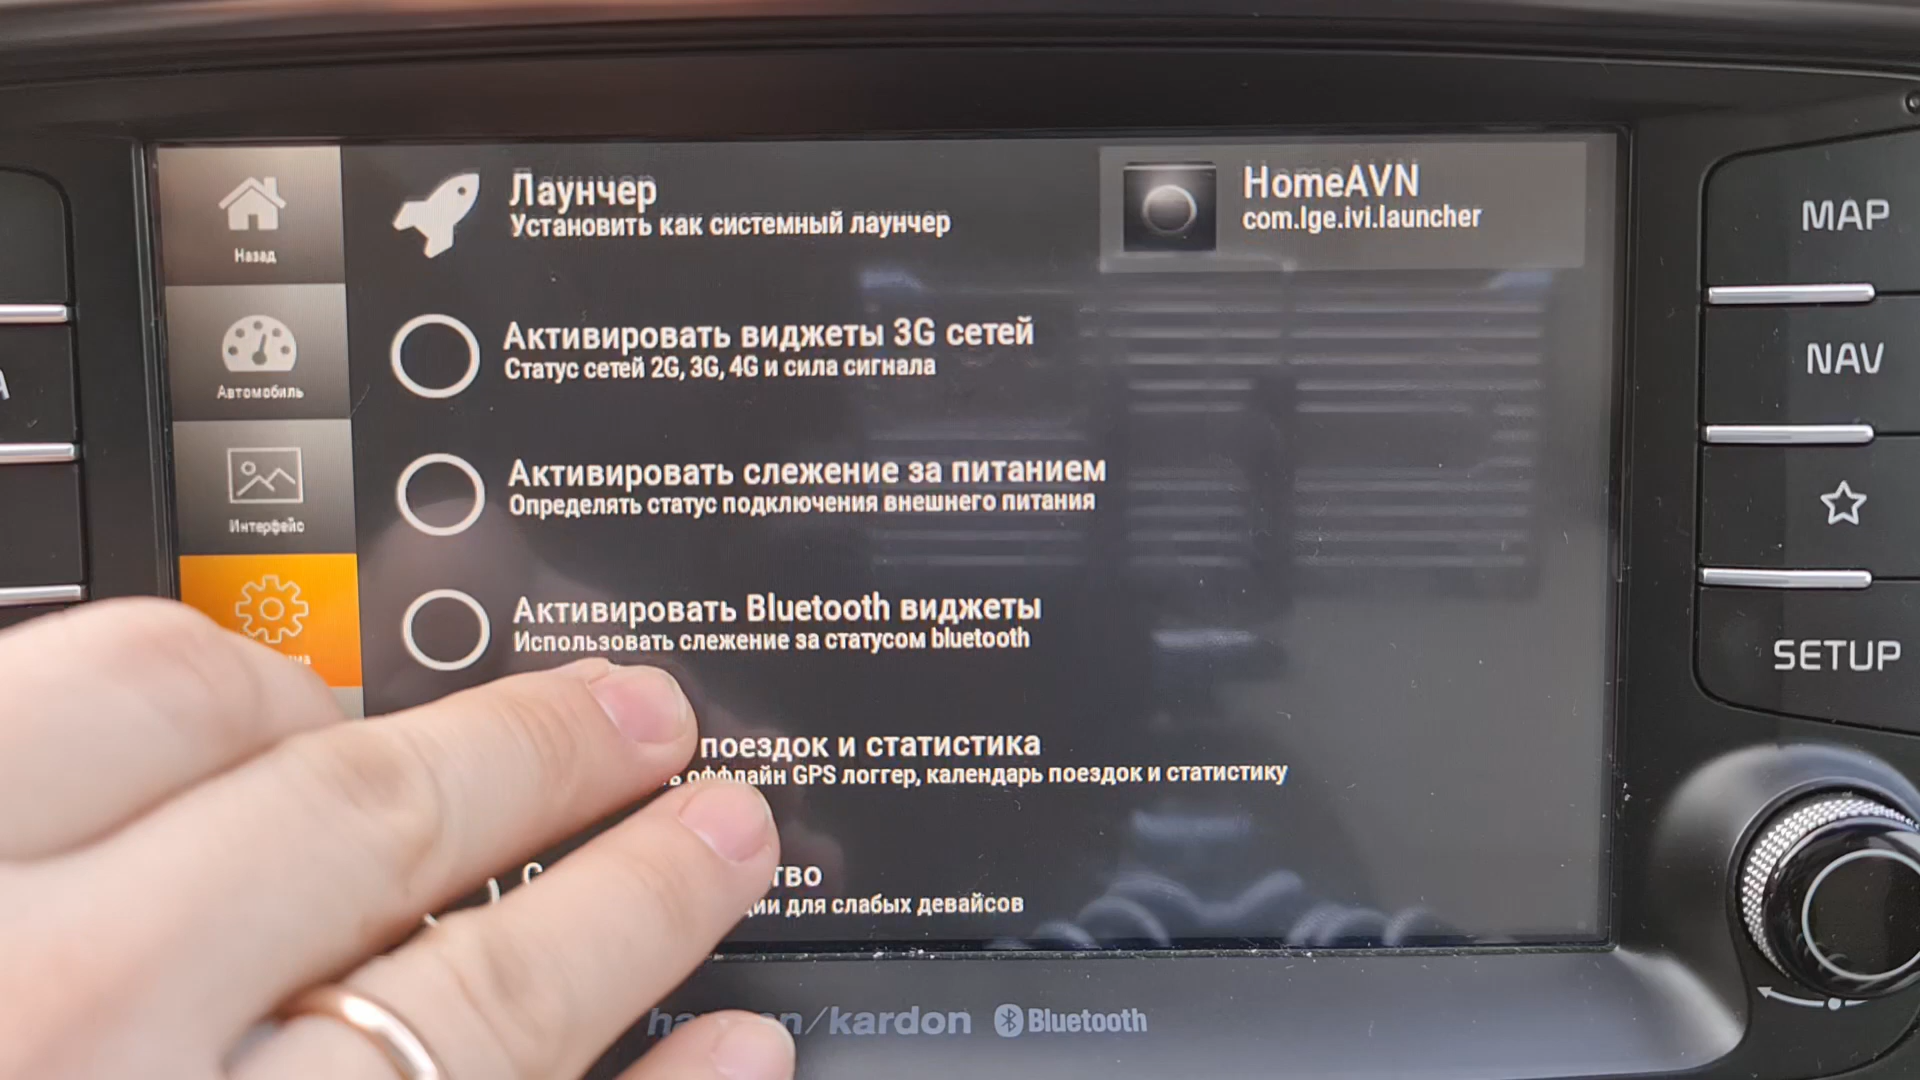 Назад
Автомобиль
Интерфейс
Лаунчер
Установить как системный лаунчер
HomeAVN
com.lge.ivi.launcher
Активировать виджеты 3G сетей
Статус сетей 2G, 3G, 4G и сила сигнала
Активировать слежение за питанием
Определять статус подключения внешнего питания
Активировать Bluetooth виджеты
Использовать слежение за статусом bluetooth
поездок и статистика
оффлайн GPS логгер, календарь поездок и статистику
для слабых девайсов
MAP
NAV
SETUP
kardon Bluetooth